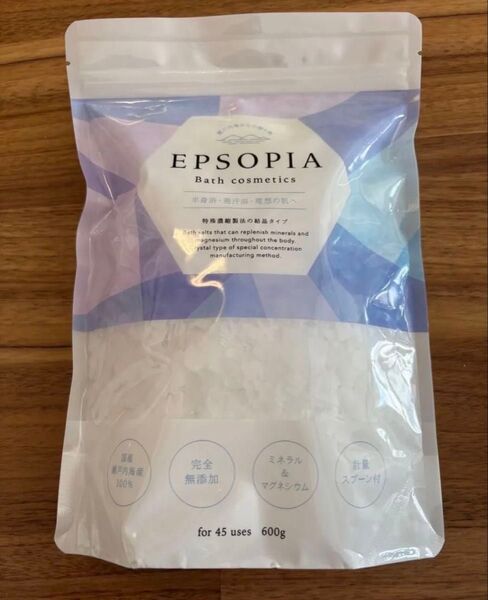 EPSOPIA
Bath cosmetics
半身浴・発汗浴・理想の肌へ
特殊濃縮製法の結晶タイプ
Bath salts that can replenish minerals and
magnesium throughout the body.
Crystal type of special concentration
manufacturing method.
国産
瀬戸内海産
100%
完全
無添加
ミネラル
&
マグネシウム
計量
スプーン付
for 45 uses 600g